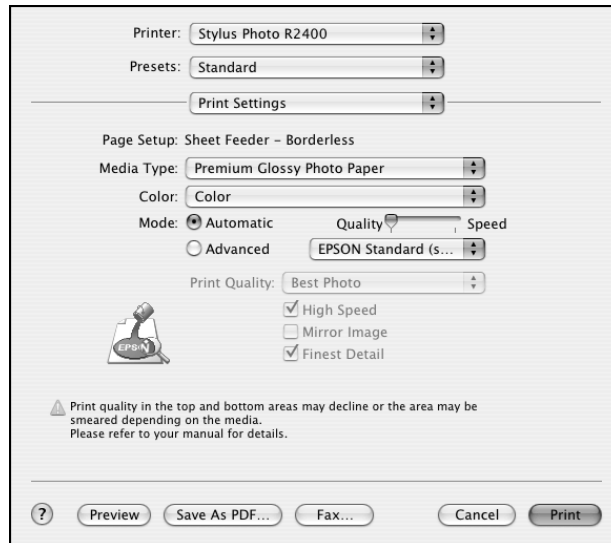 Printer: Stylus Photo R2400
Presets: Standard
Print Settings
Page Setup: Sheet Feeder – Borderless
Media Type: Premium Glossy Photo Paper
Color: Color
Mode: Automatic Quality Speed
Advanced EPSON Standard (s...
Print Quality: Best Photo
High Speed
Mirror Image
Finest Detail
EPSON
Print quality in the top and bottom areas may decline or the area may be
smeared depending on the media.
Please refer to your manual for details.
? Preview Save As PDF... Fax... Cancel Print